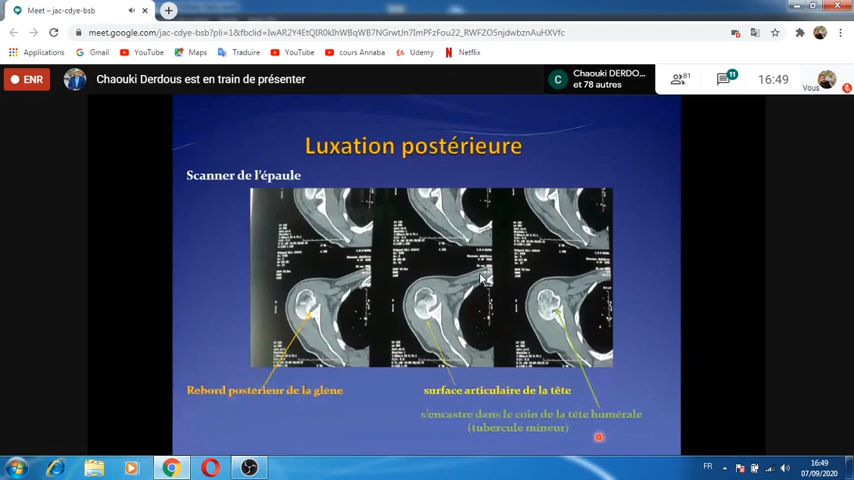 Meet – jac-cdye-bsb
meet.google.com/jac-cdye-bsb?pli=1&fbclid=IwAR2Y4EtQIR0kIhWBqWB7NGrwtUn7ImPFzFou22_RWFZO5njdwbznAuHXVfc
Applications Gmail YouTube Maps Traduire YouTube cours Annaba Udemy Netflix
ENR Chaouki Derdous est en train de présenter
C Chaouki DERDO...
et 78 autres
81 11 16:49 Vous
Luxation postérieure
Scanner de l'épaule
Rebord postérieur de la glène
surface articulaire de la tête
s'encastre dans le coin de la tête humérale
(tubercule mineur)
FR 16:49
07/09/2020